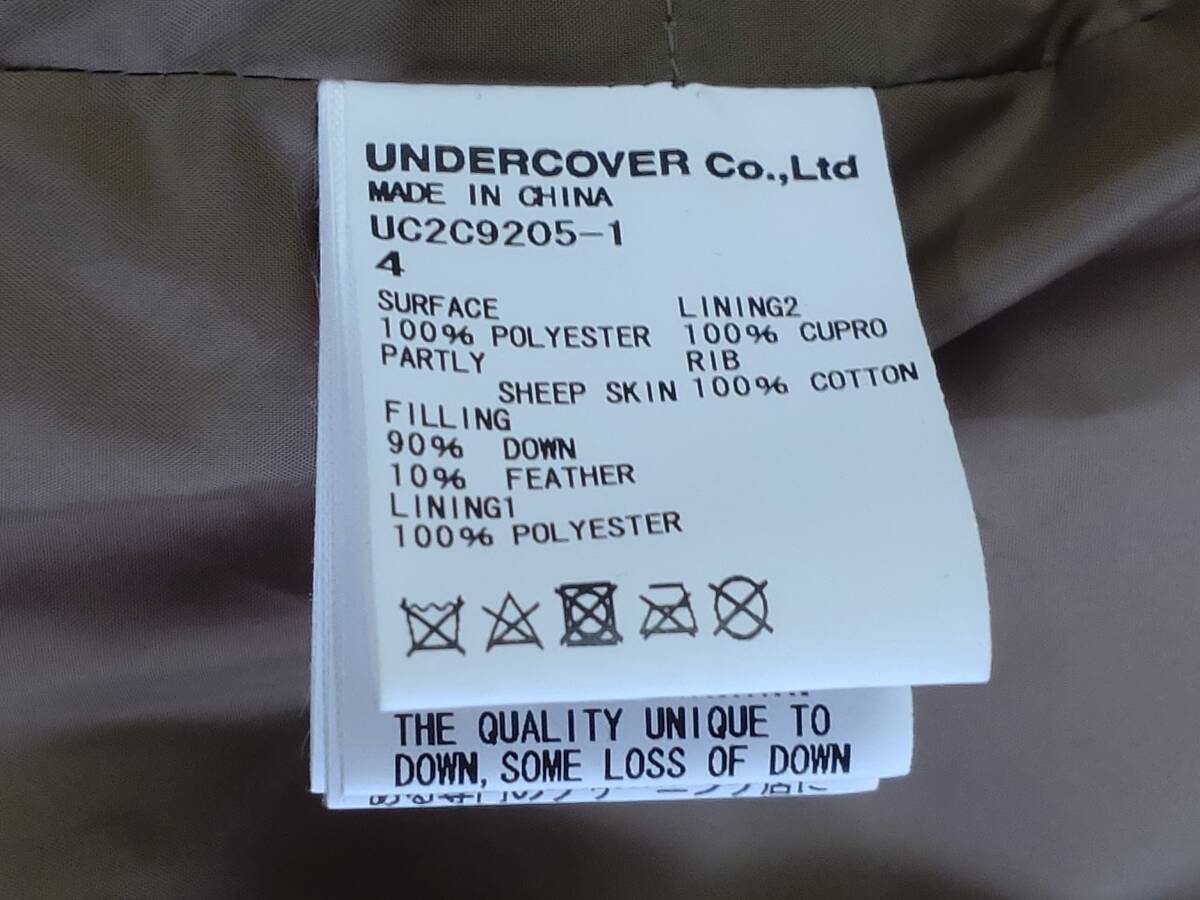 UNDERCOVER Co.,Ltd
MADE IN CHINA
UC2C9205-1
4
SURFACE
100% POLYESTER
PARTLY
SHEEP SKIN
FILLING
90% DOWN
10% FEATHER
LINING1
100% POLYESTER
LINING2
100% CUPRO
RIB
100% COTTON
THE QUALITY UNIQUE TO
DOWN, SOME LOSS OF DOWN